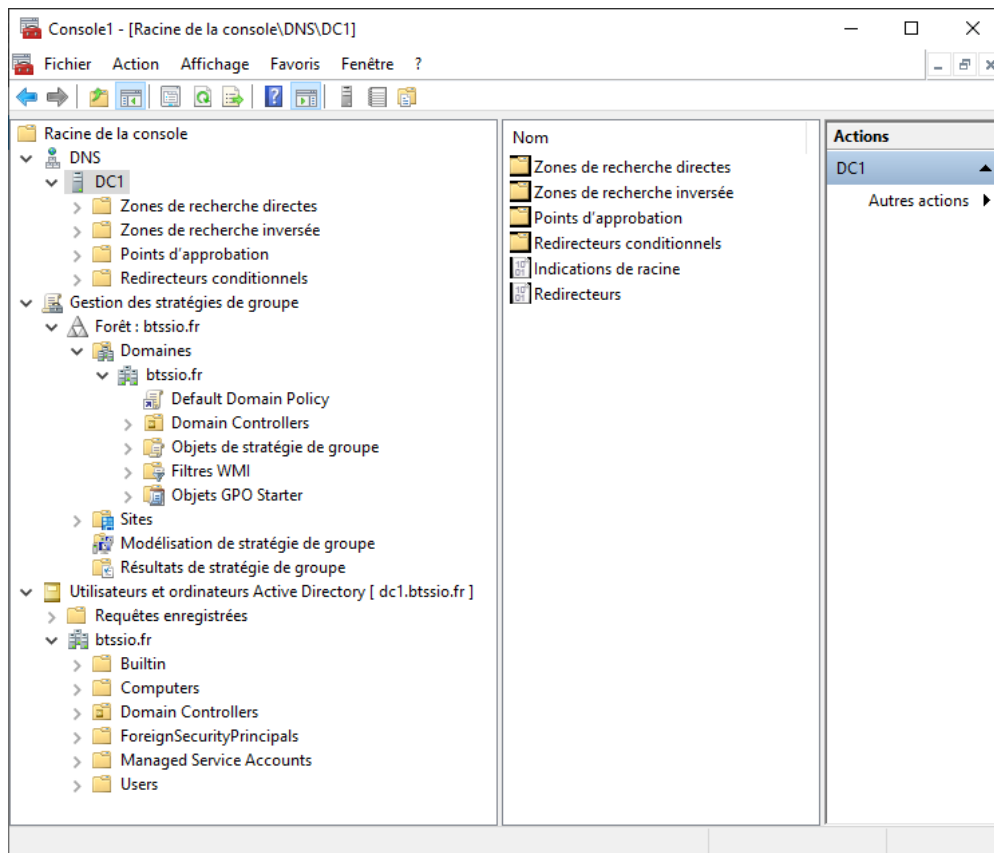 Console1 - [Racine de la console\DNS\DC1]
Fichier Action Affichage Favoris Fenêtre ?
Racine de la console
DNS
DC1
Zones de recherche directes
Zones de recherche inversée
Points d'approbation
Redirecteurs conditionnels
Gestion des stratégies de groupe
Forêt : btssio.fr
Domaines
btssio.fr
Default Domain Policy
Domain Controllers
Objets de stratégie de groupe
Filtres WMI
Objets GPO Starter
Sites
Modélisation de stratégie de groupe
Résultats de stratégie de groupe
Utilisateurs et ordinateurs Active Directory [ dc1.btssio.fr ]
Requêtes enregistrées
btssio.fr
Builtin
Computers
Domain Controllers
ForeignSecurityPrincipals
Managed Service Accounts
Users
Nom
Zones de recherche directes
Zones de recherche inversée
Points d'approbation
Redirecteurs conditionnels
Indications de racine
Redirecteurs
Actions
DC1
Autres actions